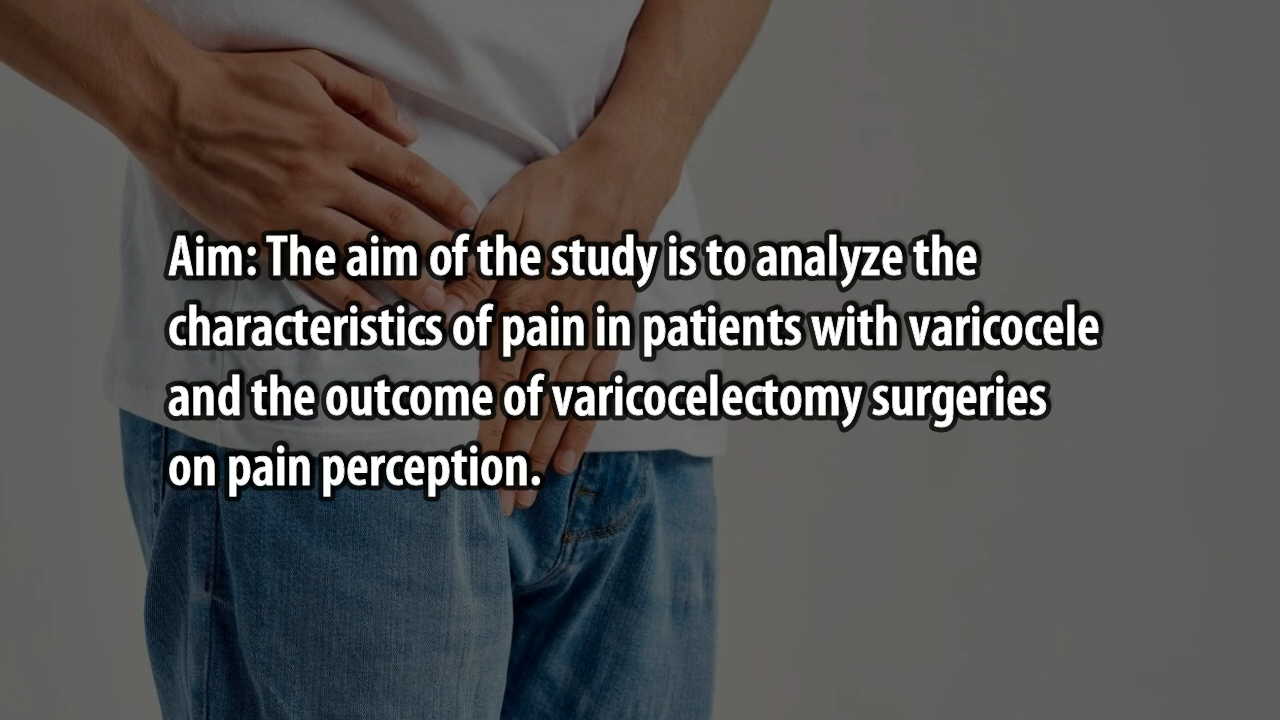 Aim: The aim of the study is to analyze the
characteristics of pain in patients with varicocele
and the outcome of varicocelectomy surgeries
on pain perception.